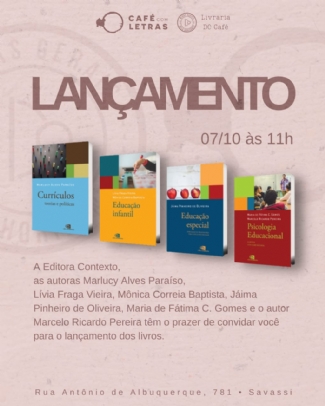 CAFÉ COM LETRAS
Livraria DO Café
LANÇAMENTO
07/10 às 11h
Currículos
Educação infantil
Educação especial
Psicologia Educacional
A Editora Contexto,
as autoras Marlucy Alves Paraíso,
Lívia Fraga Vieira, Mônica Correia Baptista, Jáima
Pinheiro de Oliveira, Maria de Fátima C. Gomes e o autor
Marcelo Ricardo Pereira têm o prazer de convidar você
para o lançamento dos livros.
Rua Antônio de Albuquerque, 781 • Savassi